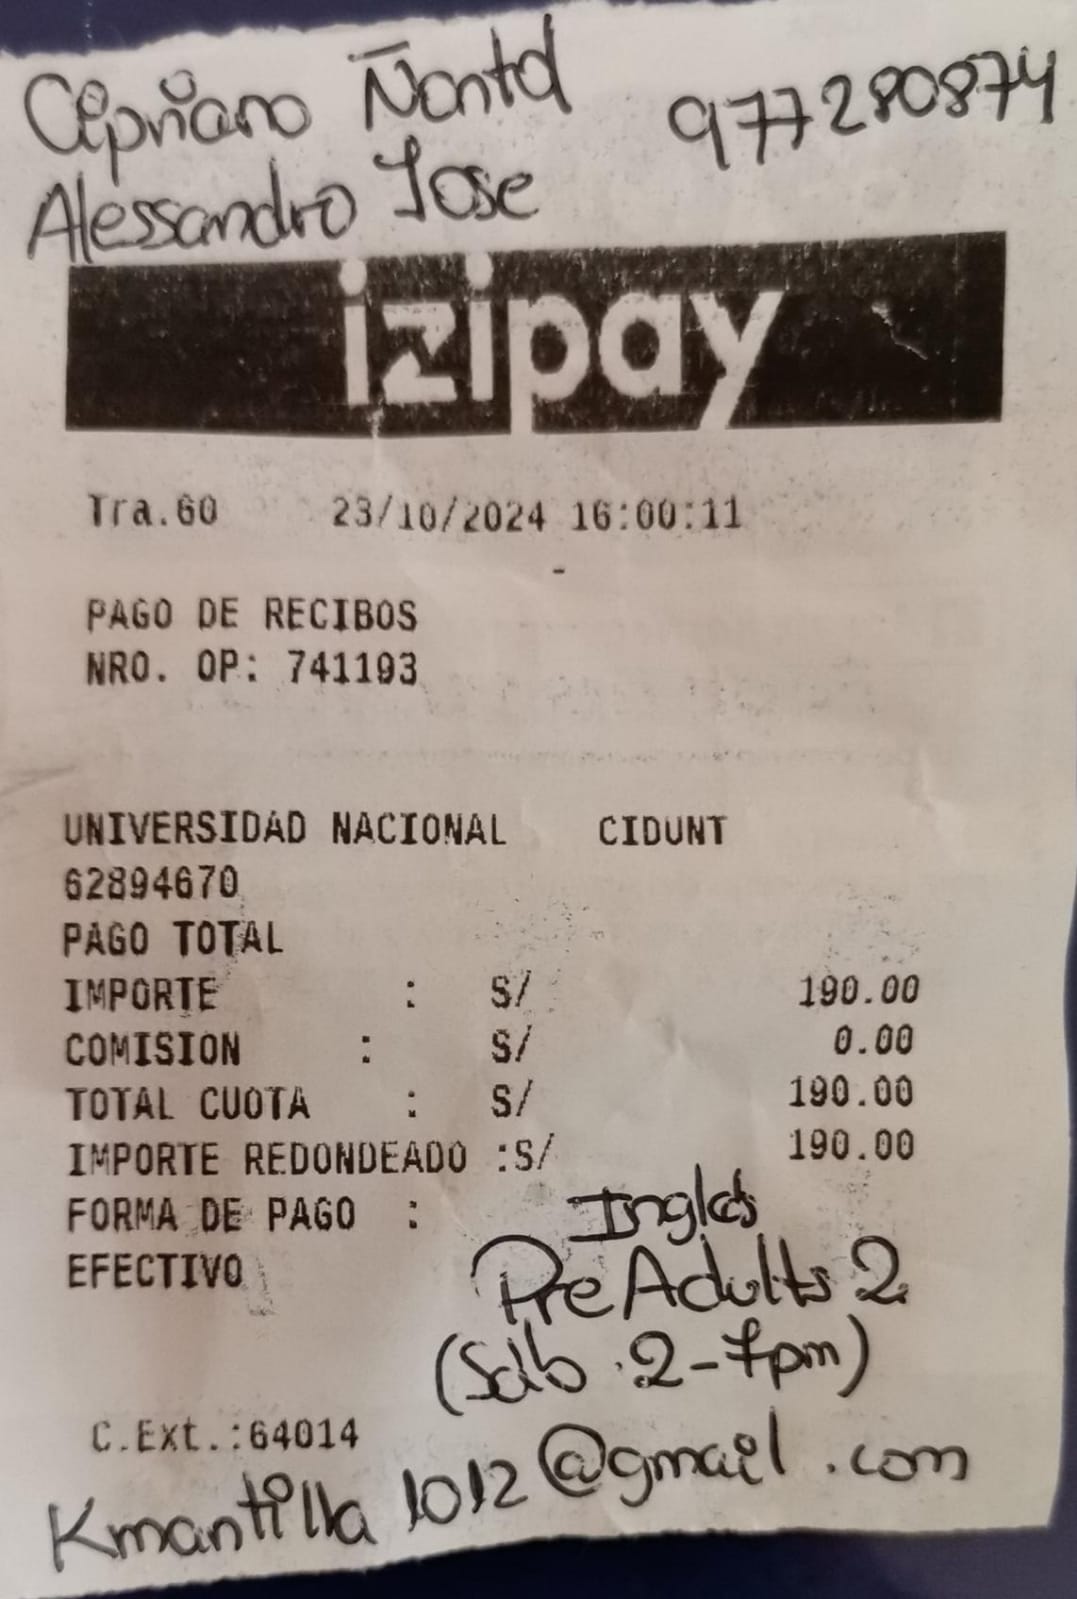 Cipriano Ñontol 977280874
Alessandro Jose
izipay
Tra.60 23/10/2024 16:00:11
-
PAGO DE RECIBOS
NRO. OP: 741193
UNIVERSIDAD NACIONAL CIDUNT
62894670
PAGO TOTAL
IMPORTE : S/ 190.00
COMISION : S/ 0.00
TOTAL CUOTA : S/ 190.00
IMPORTE REDONDEADO :S/ 190.00
FORMA DE PAGO :
EFECTIVO
Inglés
Pre Adults 2
(Sáb 2-7pm)
C.Ext.:64014
Kmantilla1012@gmail.com